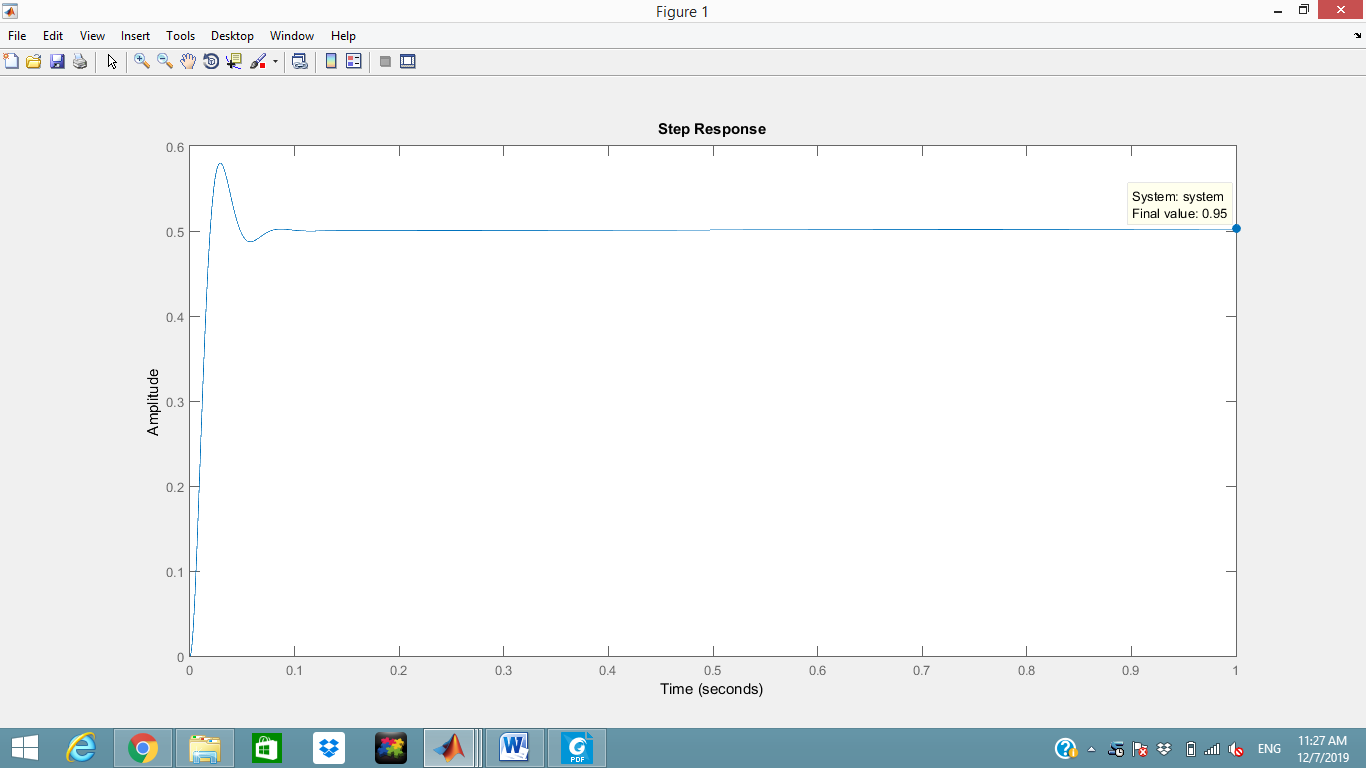 Figure 1
File Edit View Insert Tools Desktop Window Help
Step Response
0.6
0.5
0.4
0.3
0.2
0.1
0
Amplitude
System: system
Final value: 0.95
0 0.1 0.2 0.3 0.4 0.5 0.6 0.7 0.8 0.9 1
Time (seconds)
PDF
ENG
11:27 AM
12/7/2019